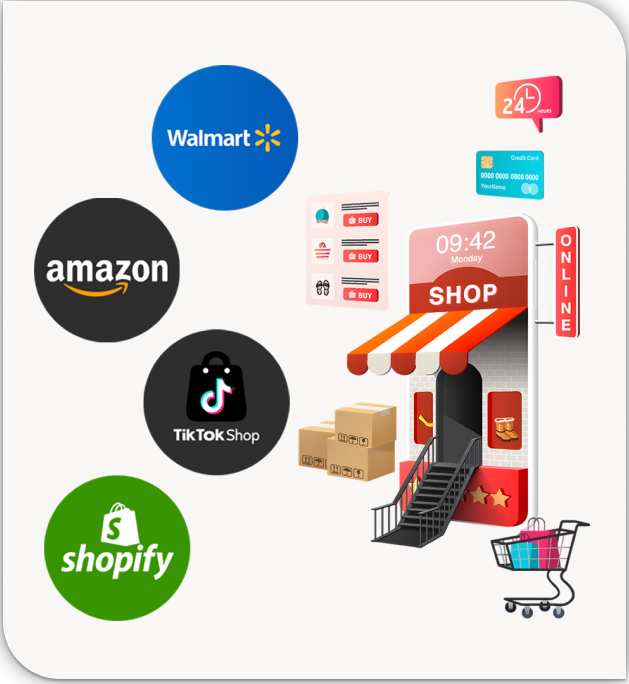 Walmart
amazon
TikTok Shop
S
shopify
24
HOURS
Credit Card
0000 0000 0000 0000
YourName
BUY
BUY
BUY
09:42
Monday
SHOP
ONLINE